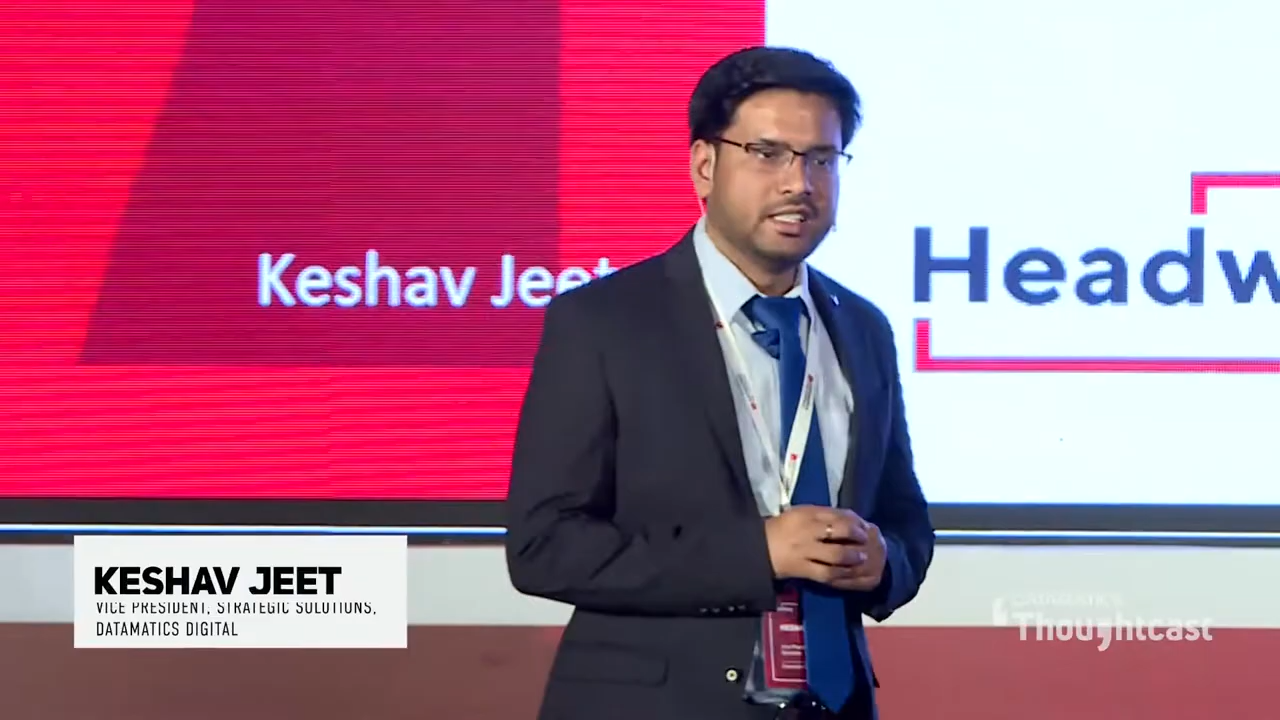 Keshav Jeet
Headw
KESHAV JEET
VICE PRESIDENT, STRATEGIC SOLUTIONS,
DATAMATICS DIGITAL
Thoughtcast